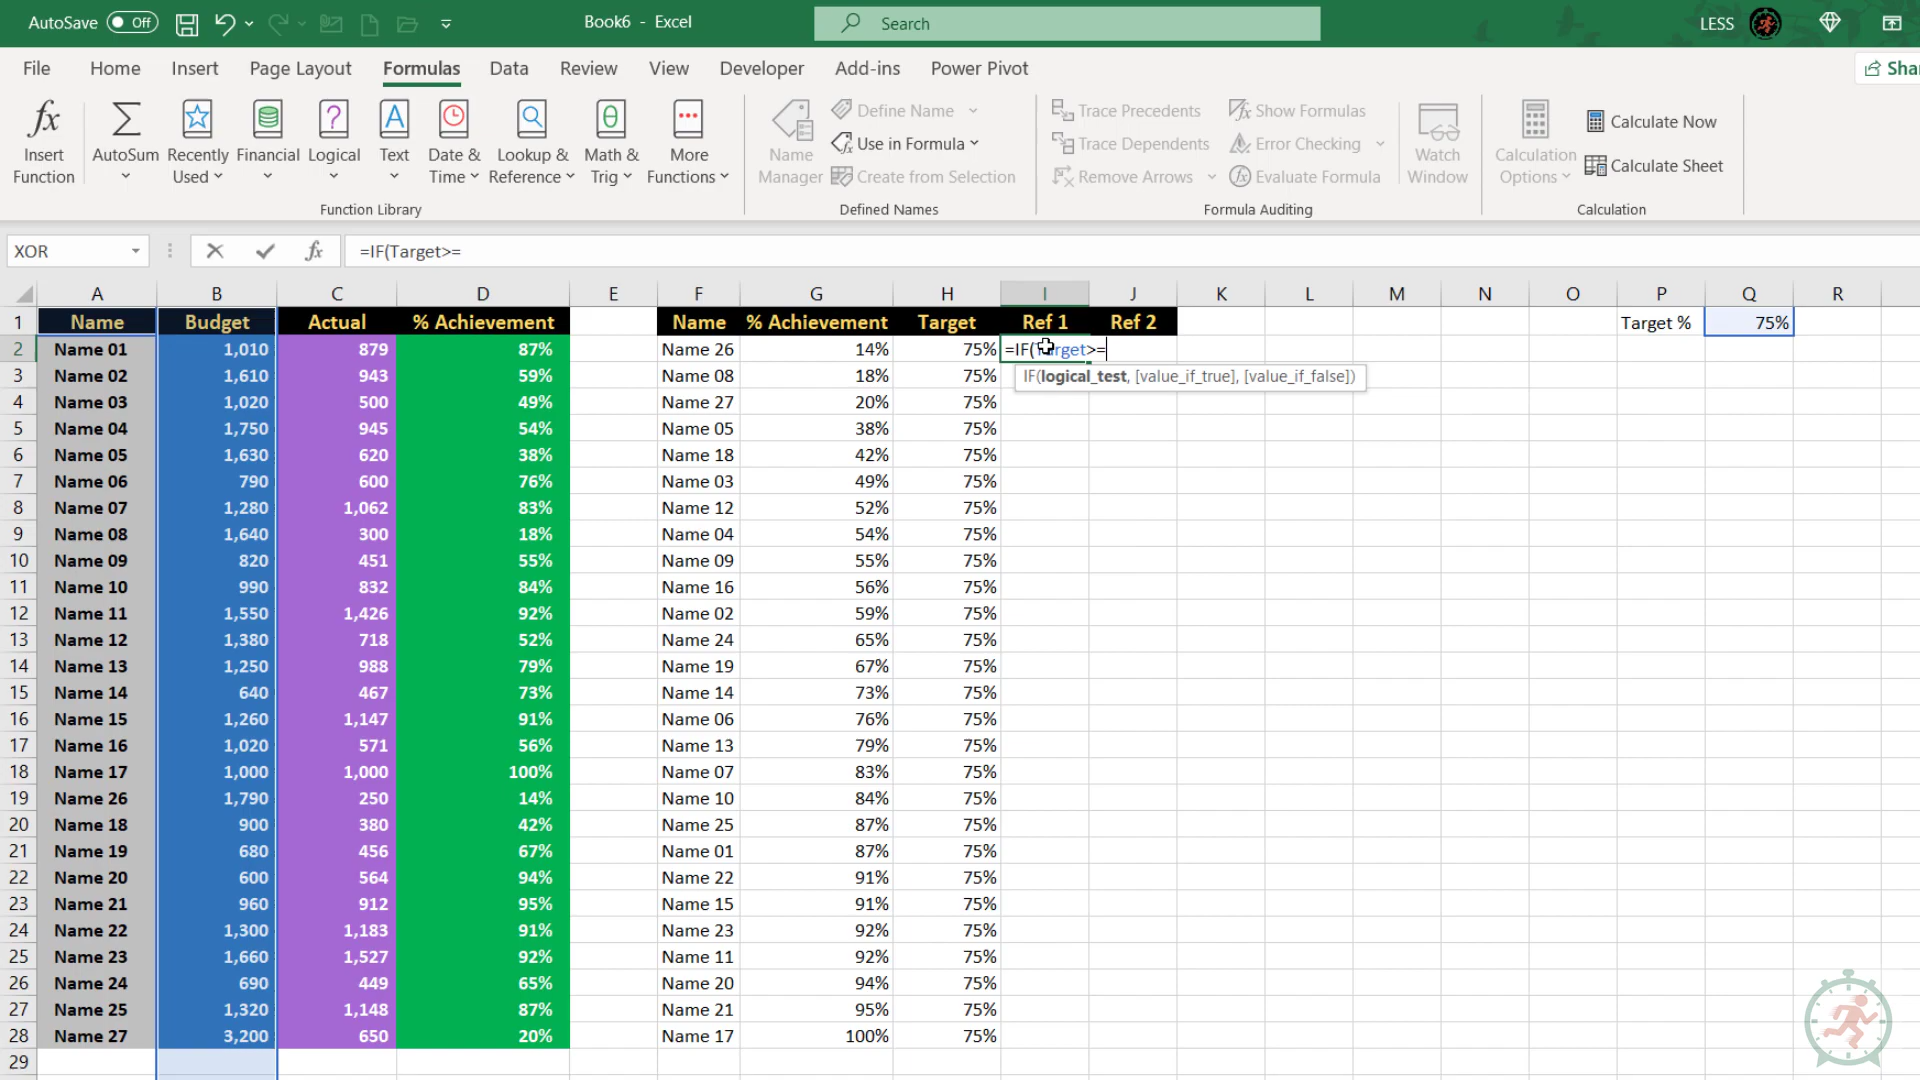 AutoSave Off Book6 - Excel Search LESS
File Home Insert Page Layout Formulas Data Review View Developer Add-ins Power Pivot Shar
Insert Function
AutoSum
Recently Used
Financial
Logical
Text
Date & Time
Lookup & Reference
Math & Trig
More Functions
Function Library
Name Manager
Define Name
Use in Formula
Create from Selection
Defined Names
Trace Precedents
Trace Dependents
Remove Arrows
Show Formulas
Error Checking
Evaluate Formula
Watch Window
Formula Auditing
Calculation Options
Calculate Now
Calculate Sheet
Calculation
XOR fx =IF(Target>=
A B C D E F G H I J K L M N O P Q R
1 Name Budget Actual % Achievement Name % Achievement Target Ref 1 Ref 2 Target % 75%
2 Name 01 1,010 879 87% Name 26 14% 75% =IF(Target>=
IF(logical_test, [value_if_true], [value_if_false])
3 Name 02 1,610 943 59% Name 08 18% 75%
4 Name 03 1,020 500 49% Name 27 20% 75%
5 Name 04 1,750 945 54% Name 05 38% 75%
6 Name 05 1,630 620 38% Name 18 42% 75%
7 Name 06 790 600 76% Name 03 49% 75%
8 Name 07 1,280 1,062 83% Name 12 52% 75%
9 Name 08 1,640 300 18% Name 04 54% 75%
10 Name 09 820 451 55% Name 09 55% 75%
11 Name 10 990 832 84% Name 16 56% 75%
12 Name 11 1,550 1,426 92% Name 02 59% 75%
13 Name 12 1,380 718 52% Name 24 65% 75%
14 Name 13 1,250 988 79% Name 19 67% 75%
15 Name 14 640 467 73% Name 14 73% 75%
16 Name 15 1,260 1,147 91% Name 06 76% 75%
17 Name 16 1,020 571 56% Name 13 79% 75%
18 Name 17 1,000 1,000 100% Name 07 83% 75%
19 Name 26 1,790 250 14% Name 10 84% 75%
20 Name 18 900 380 42% Name 25 87% 75%
21 Name 19 680 456 67% Name 01 87% 75%
22 Name 20 600 564 94% Name 22 91% 75%
23 Name 21 960 912 95% Name 15 91% 75%
24 Name 22 1,300 1,183 91% Name 23 92% 75%
25 Name 23 1,660 1,527 92% Name 11 92% 75%
26 Name 24 690 449 65% Name 20 94% 75%
27 Name 25 1,320 1,148 87% Name 21 95% 75%
28 Name 27 3,200 650 20% Name 17 100% 75%
29